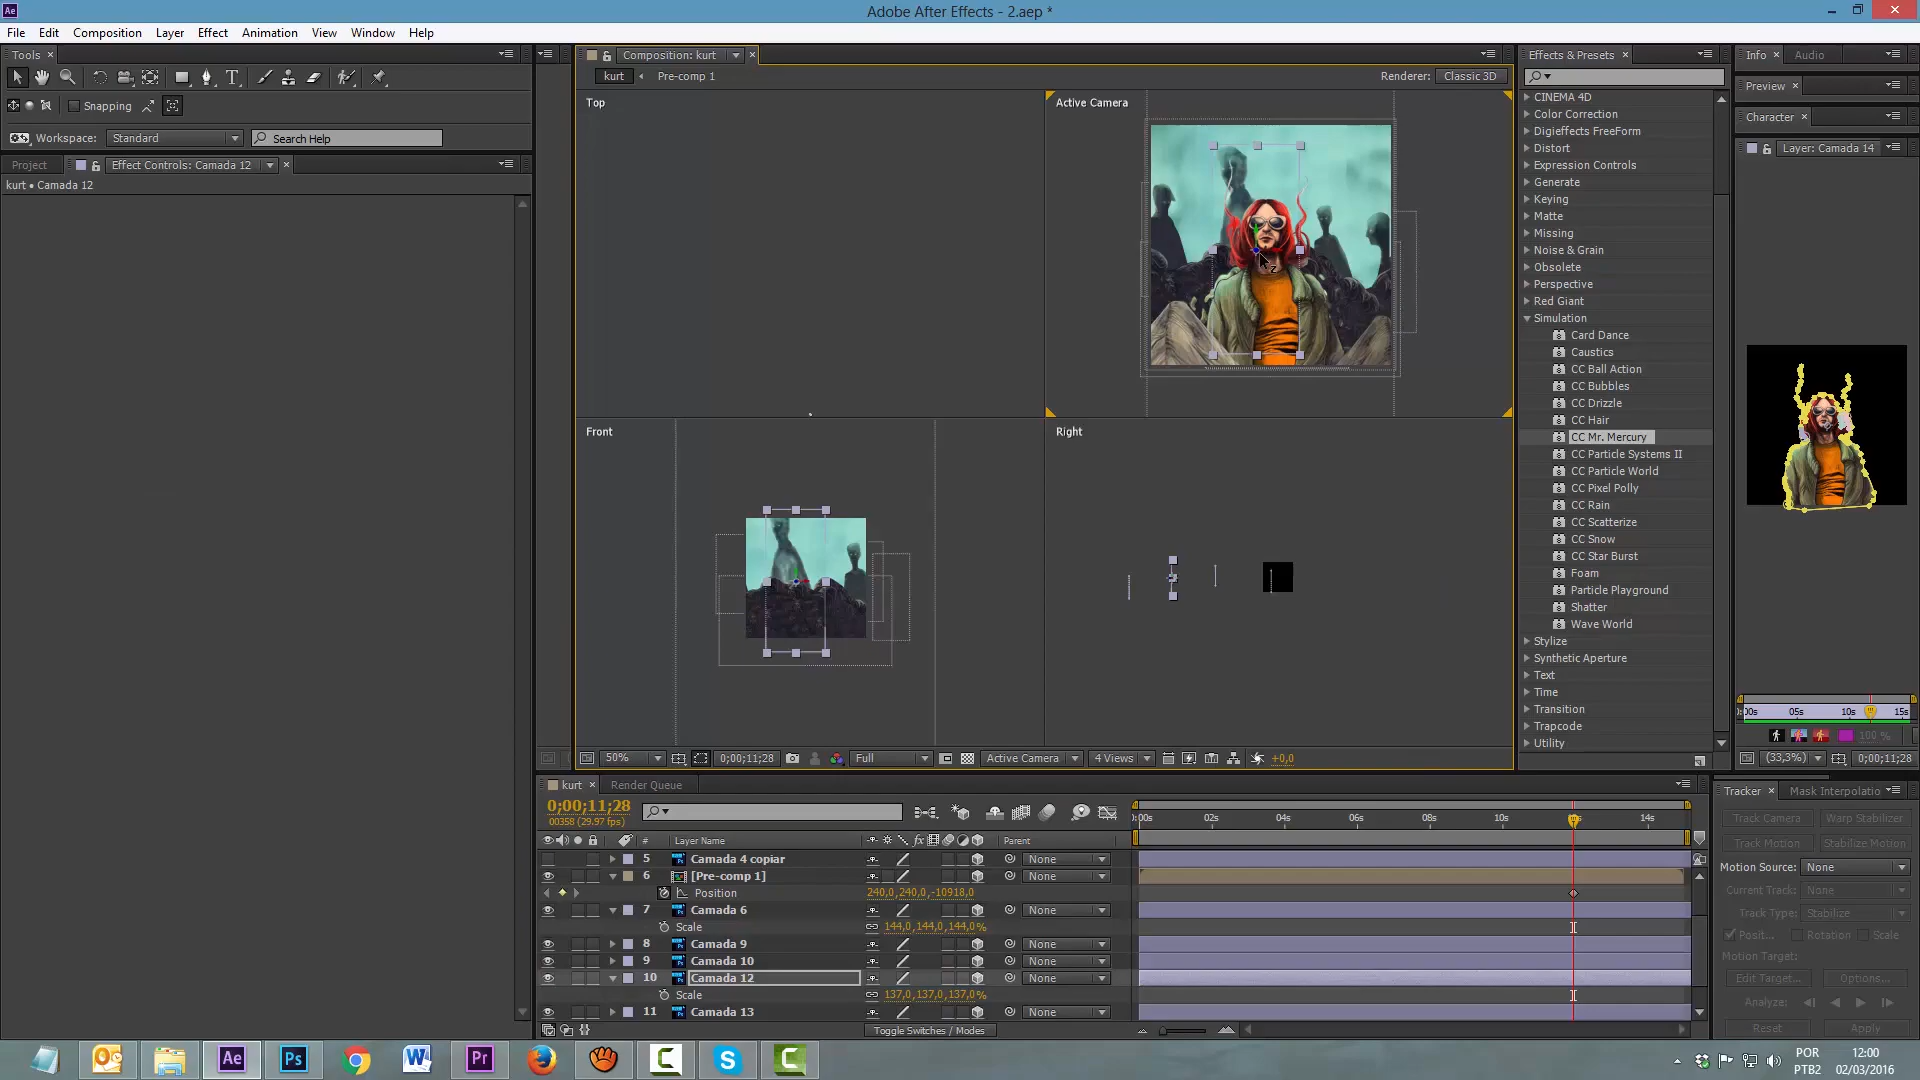 Ae
Adobe After Effects - 2.aep *
File Edit Composition Layer Effect Animation View Window Help
Tools
Snapping
Workspace: Standard Search Help
Project Effect Controls: Camada 12
kurt • Camada 12
Composition: kurt
kurt Pre-comp 1 Renderer: Classic 3D
Top
Active Camera
Front
Right
50% 0;00;11;28 Full Active Camera 4 Views +0,0
Effects & Presets
CINEMA 4D
Color Correction
Digieffects FreeForm
Distort
Expression Controls
Generate
Keying
Matte
Missing
Noise & Grain
Obsolete
Perspective
Red Giant
Simulation
Card Dance
Caustics
CC Ball Action
CC Bubbles
CC Drizzle
CC Hair
CC Mr. Mercury
CC Particle Systems II
CC Particle World
CC Pixel Polly
CC Rain
CC Scatterize
CC Snow
CC Star Burst
Foam
Particle Playground
Shatter
Wave World
Stylize
Synthetic Aperture
Text
Time
Transition
Trapcode
Utility
Info Audio
Preview
Character
Layer: Camada 14
00s 05s 10s 15s
100 %
(33,3%) 0;00;11;28
kurt Render Queue
0;00;11;28
00358 (29.97 fps)
00s 02s 04s 06s 08s 10s 14s
# Layer Name fx Parent
5 Camada 4 copiar None
6 [Pre-comp 1] None
Position 240,0,240,0,-10918,0
7 Camada 6 None
Scale 144,0,144,0,144,0%
8 Camada 9 None
9 Camada 10 None
10 Camada 12 None
Scale 137,0,137,0,137,0%
11 Camada 13 None
Toggle Switches / Modes
Tracker Mask Interpolatio
Track Camera Warp Stabilizer
Track Motion Stabilize Motion
Motion Source: None
Current Track: None
Track Type: Stabilize
Posit... Rotation Scale
Motion Target:
Edit Target... Options...
Analyze:
Reset Apply
Ae Ps W Pr S
POR 12:00
PTB2 02/03/2016